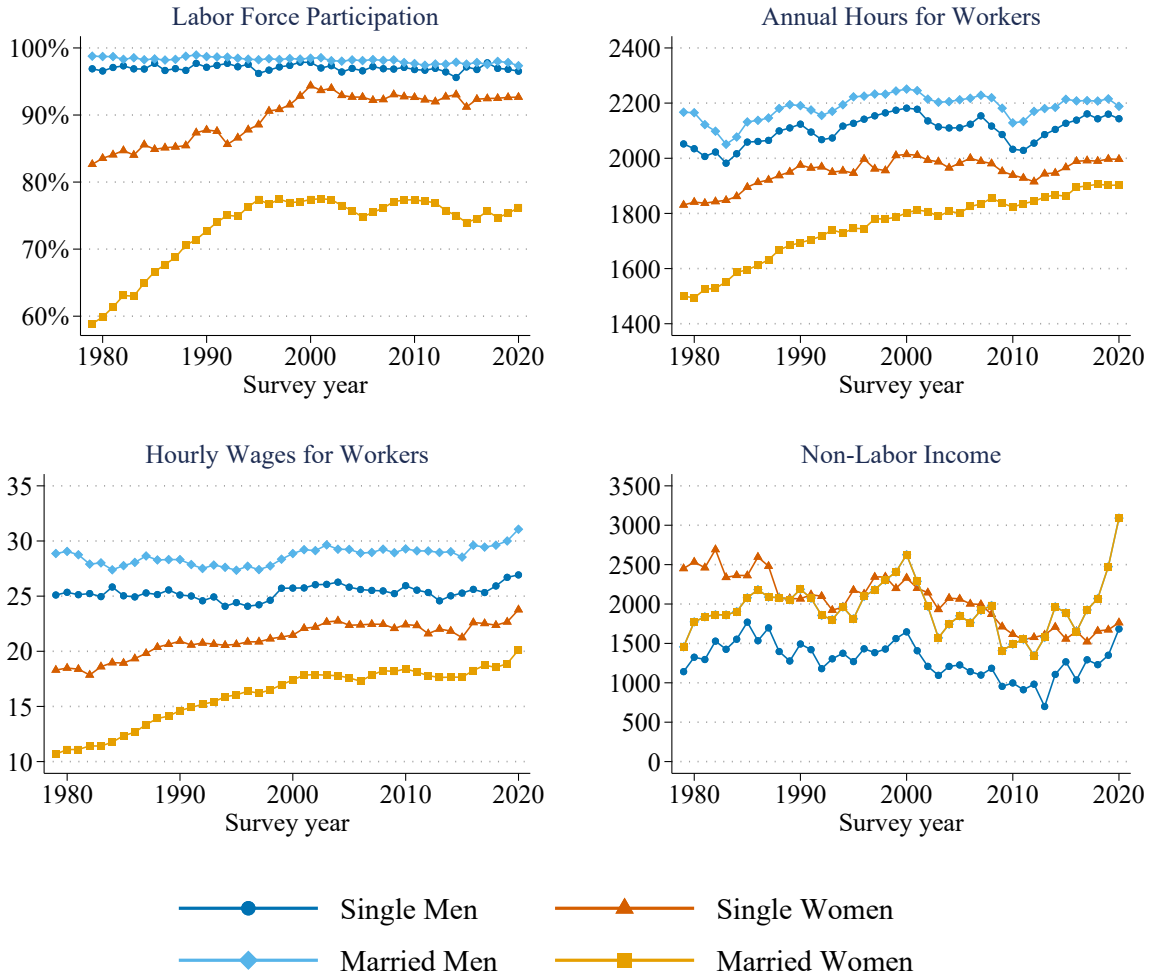 Labor Force Participation
100%
90%
80%
70%
60%
1980 1990 2000 2010 2020
Survey year
Annual Hours for Workers
2400
2200
2000
1800
1600
1400
1980 1990 2000 2010 2020
Survey year
Hourly Wages for Workers
35
30
25
20
15
10
1980 1990 2000 2010 2020
Survey year
Non-Labor Income
3500
3000
2500
2000
1500
1000
500
0
1980 1990 2000 2010 2020
Survey year
Single Men Single Women
Married Men Married Women